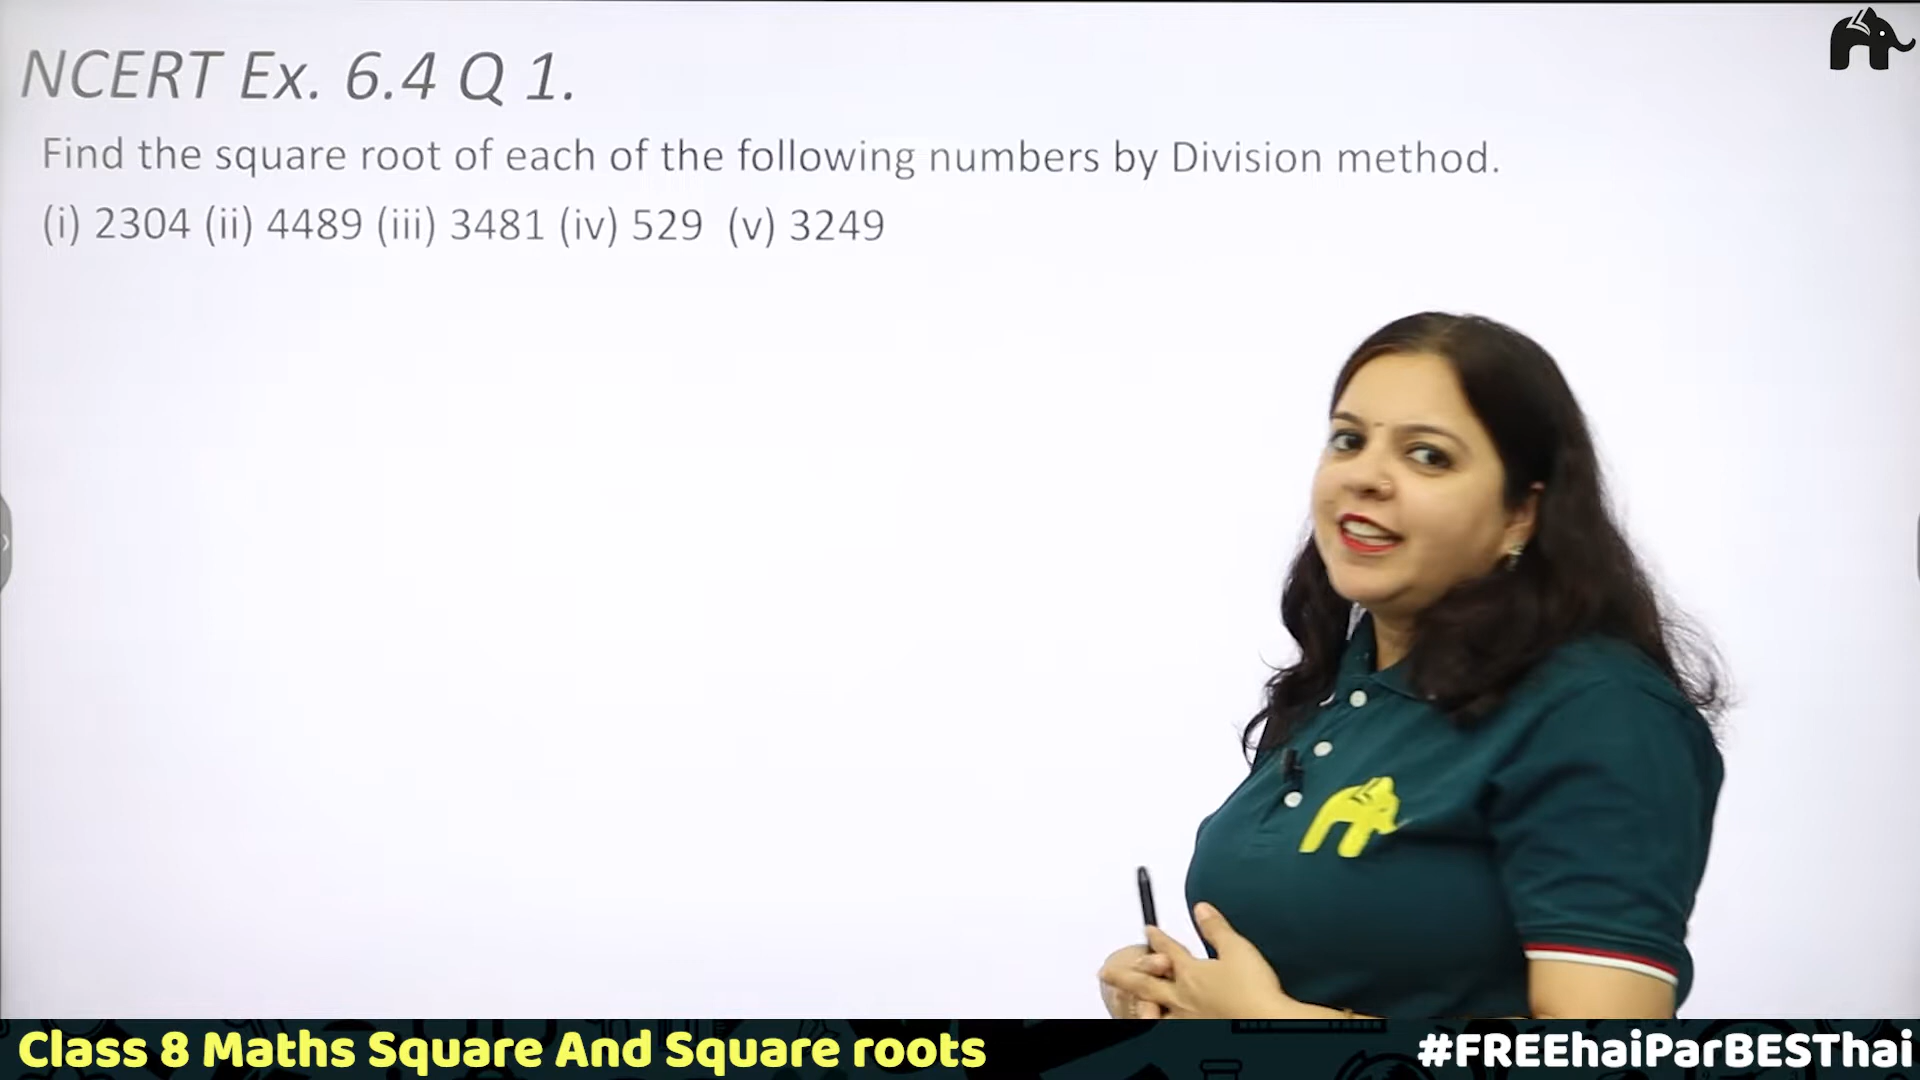 NCERT Ex. 6.4 Q 1.
Find the square root of each of the following numbers by Division method.
(i) 2304 (ii) 4489 (iii) 3481 (iv) 529 (v) 3249
Class 8 Maths Square And Square roots
#FREEhaiParBESThai